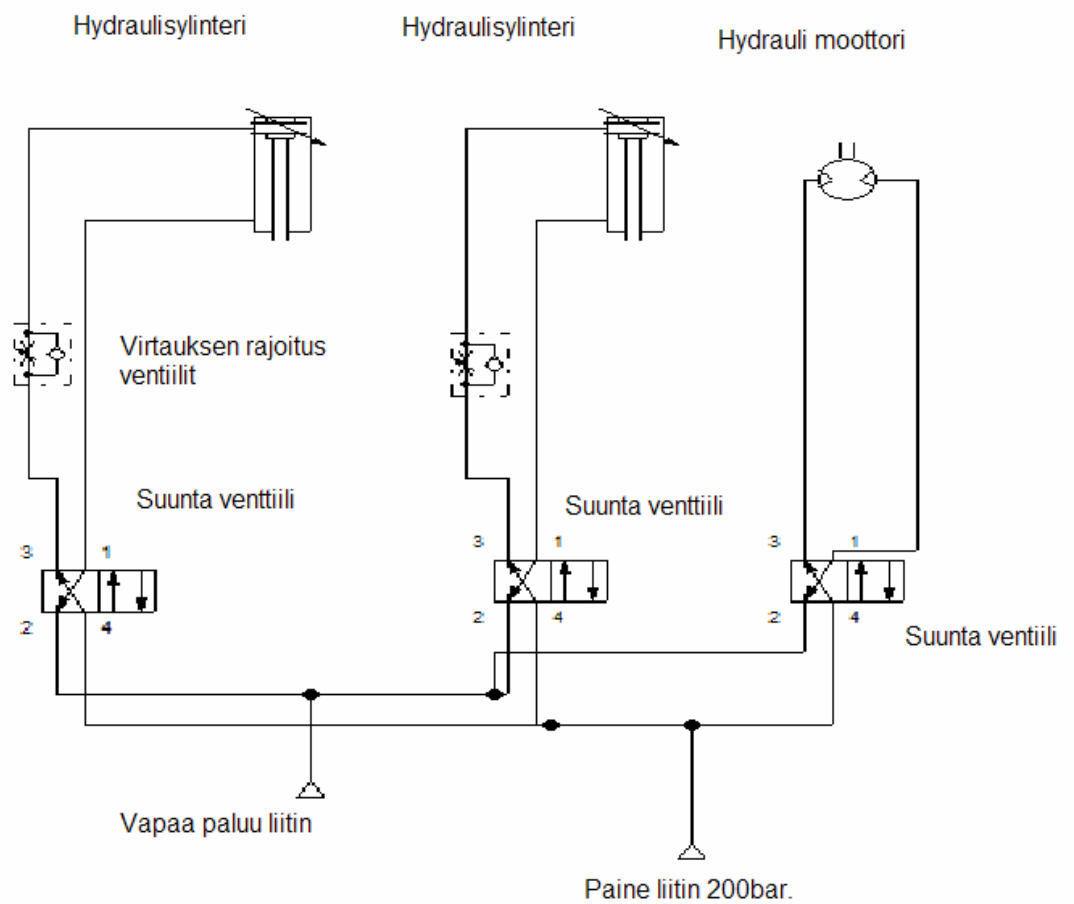 Hydraulisylinteri
Hydraulisylinteri
Hydrauli moottori
Virtauksen rajoitus
ventiilit
Suunta venttiili
Suunta venttiili
3 1
3 1
3 1
2 4
2 4
2 4
Suunta ventiili
Vapaa paluu liitin
Paine liitin 200bar.